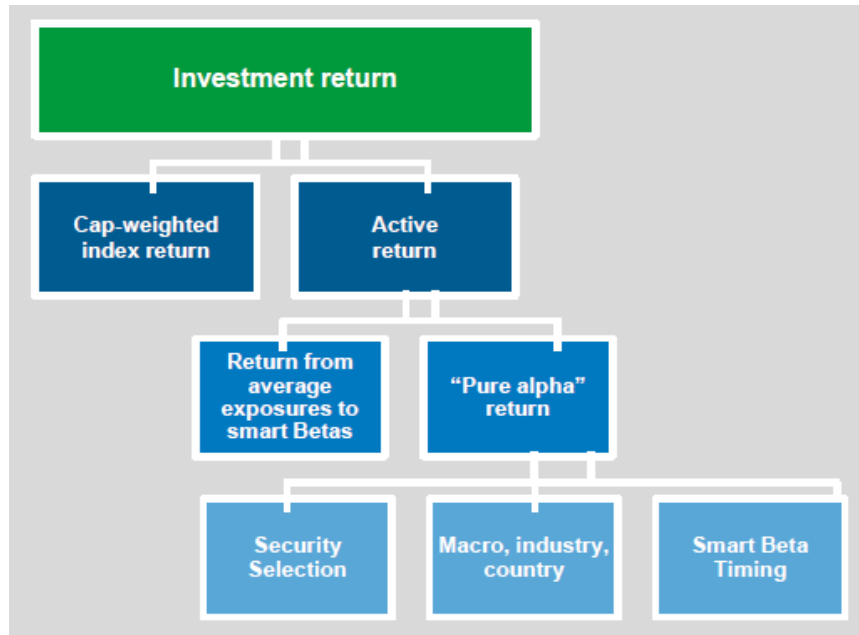 Investment return
Cap-weighted
index return
Active
return
Return from
average
exposures to
smart Betas
“Pure alpha”
return
Security
Selection
Macro, industry,
country
Smart Beta
Timing